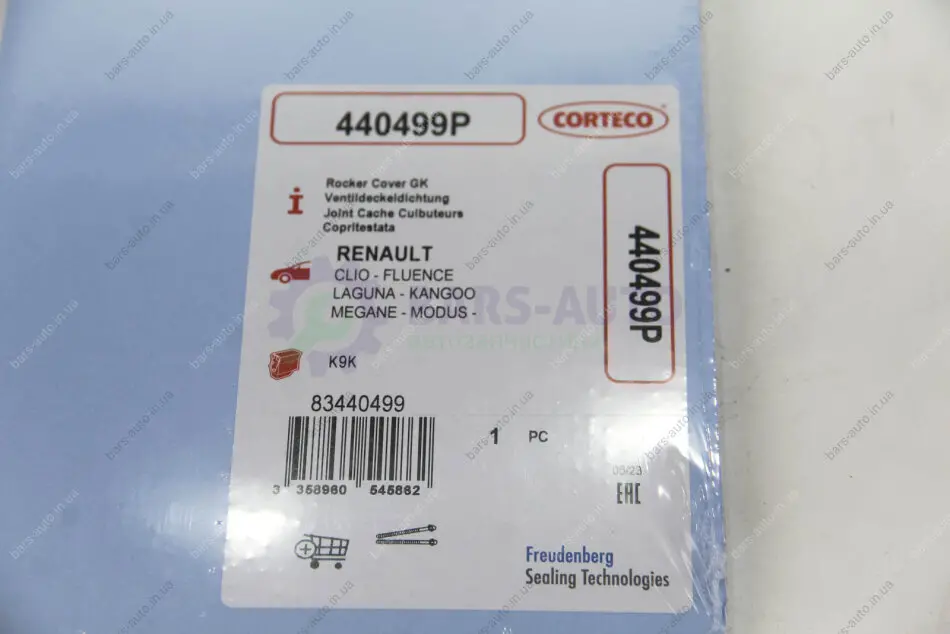 440499P
CORTECO
Rocker Cover GK
Ventildeckeldichtung
Joint Cache Culbuteurs
Copritestata
RENAULT
CLIO - FLUENCE
LAGUNA - KANGOO
MEGANE - MODUS -
440499P
K9K
83440499
3 358960 545862
1 PC
05/23
EAC
Freudenberg
Sealing Technologies
BARS-AUTO
bars-auto.in.ua